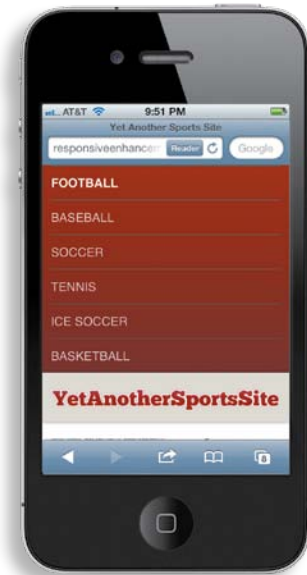 AT&T 9:51 PM
Yet Another Sports Site
responsiveenhancem Reader Google
FOOTBALL
BASEBALL
SOCCER
TENNIS
ICE SOCCER
BASKETBALL
YetAnotherSportsSite
8